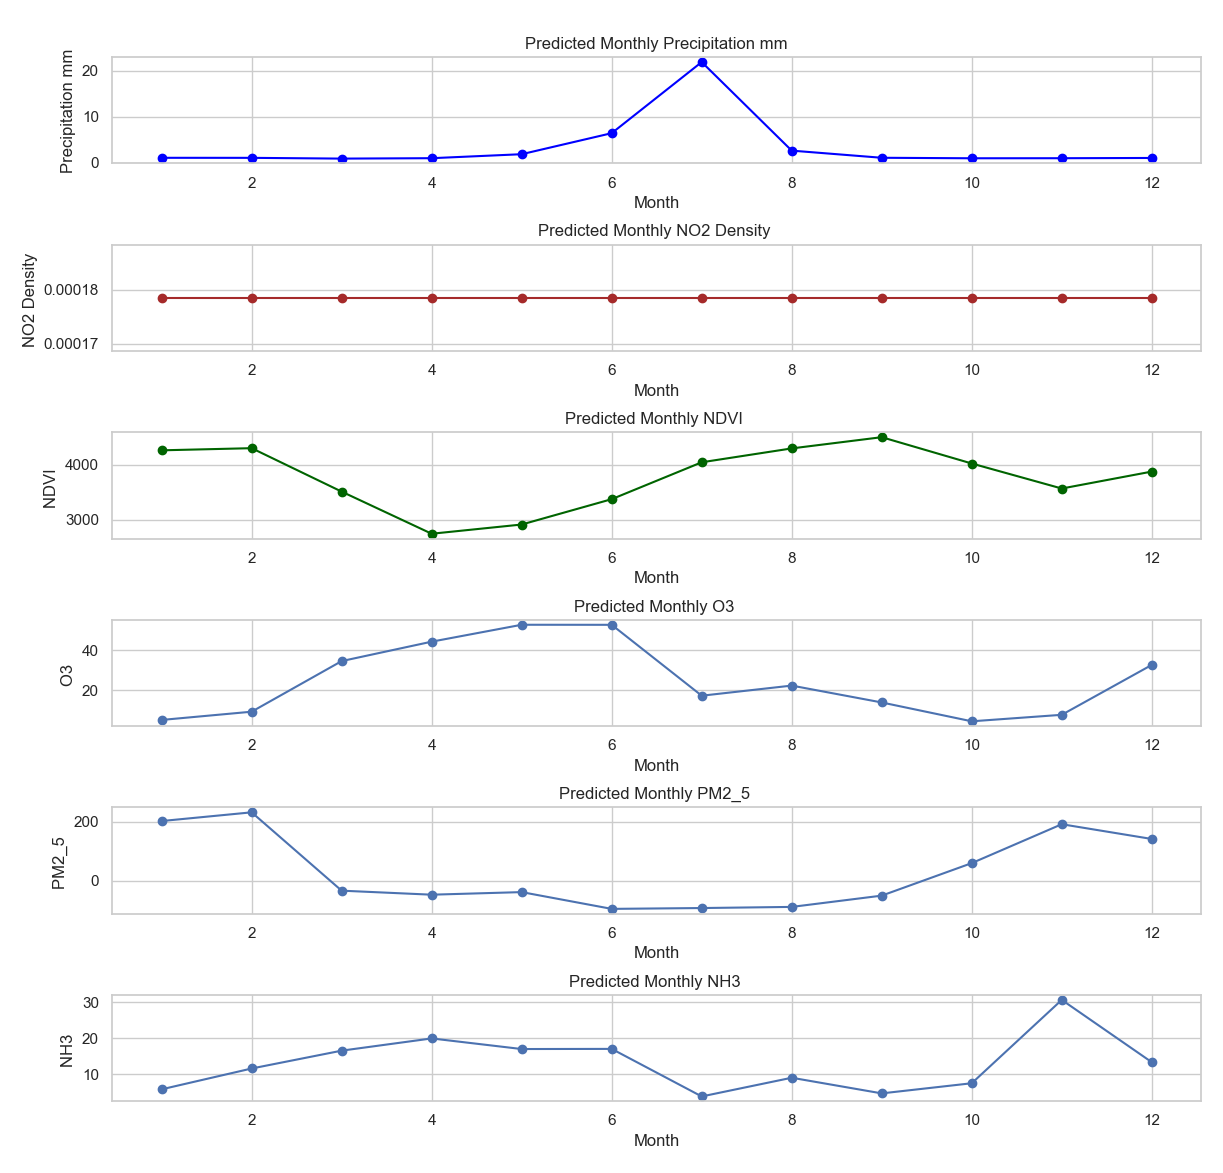 Predicted Monthly Precipitation mm
Precipitation mm
20
10
0
2 4 6 8 10 12
Month
Predicted Monthly NO2 Density
NO2 Density
0.00018
0.00017
2 4 6 8 10 12
Month
Predicted Monthly NDVI
NDVI
4000
3000
2 4 6 8 10 12
Month
Predicted Monthly O3
O3
40
20
2 4 6 8 10 12
Month
Predicted Monthly PM2_5
PM2_5
200
0
2 4 6 8 10 12
Month
Predicted Monthly NH3
NH3
30
20
10
2 4 6 8 10 12
Month